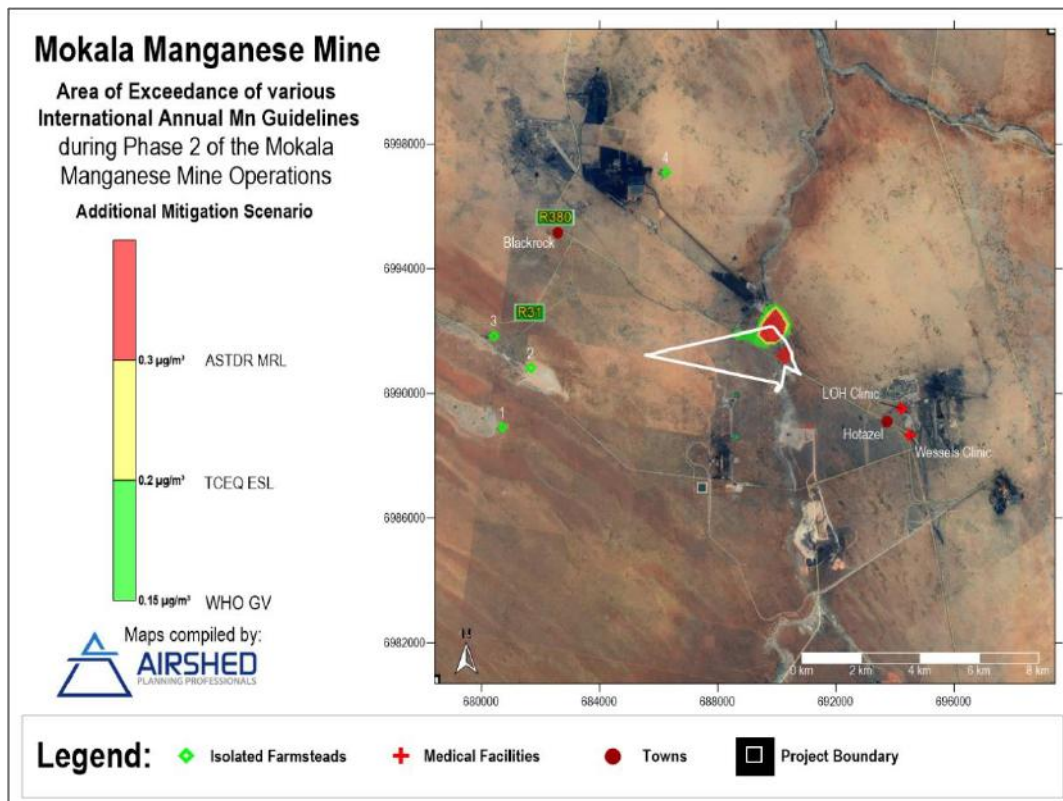 Mokala Manganese Mine
Area of Exceedance of various
International Annual Mn Guidelines
during Phase 2 of the Mokala
Manganese Mine Operations
Additional Mitigation Scenario
0.3 µg/m³ ASTDR MRL
0.2 µg/m³ TCEQ ESL
0.15 µg/m³ WHO GV
Maps compiled by:
AIRSHED
PLANNING PROFESSIONALS
6998000
6994000
6990000
6986000
6982000
4
R380
Blackrock
R31
3
2
1
LOH Clinic
Hotazel
Wessels Clinic
N
0 km 2 km 4 km 6 km 8 km
680000 684000 688000 692000 696000
Legend: Isolated Farmsteads Medical Facilities Towns Project Boundary